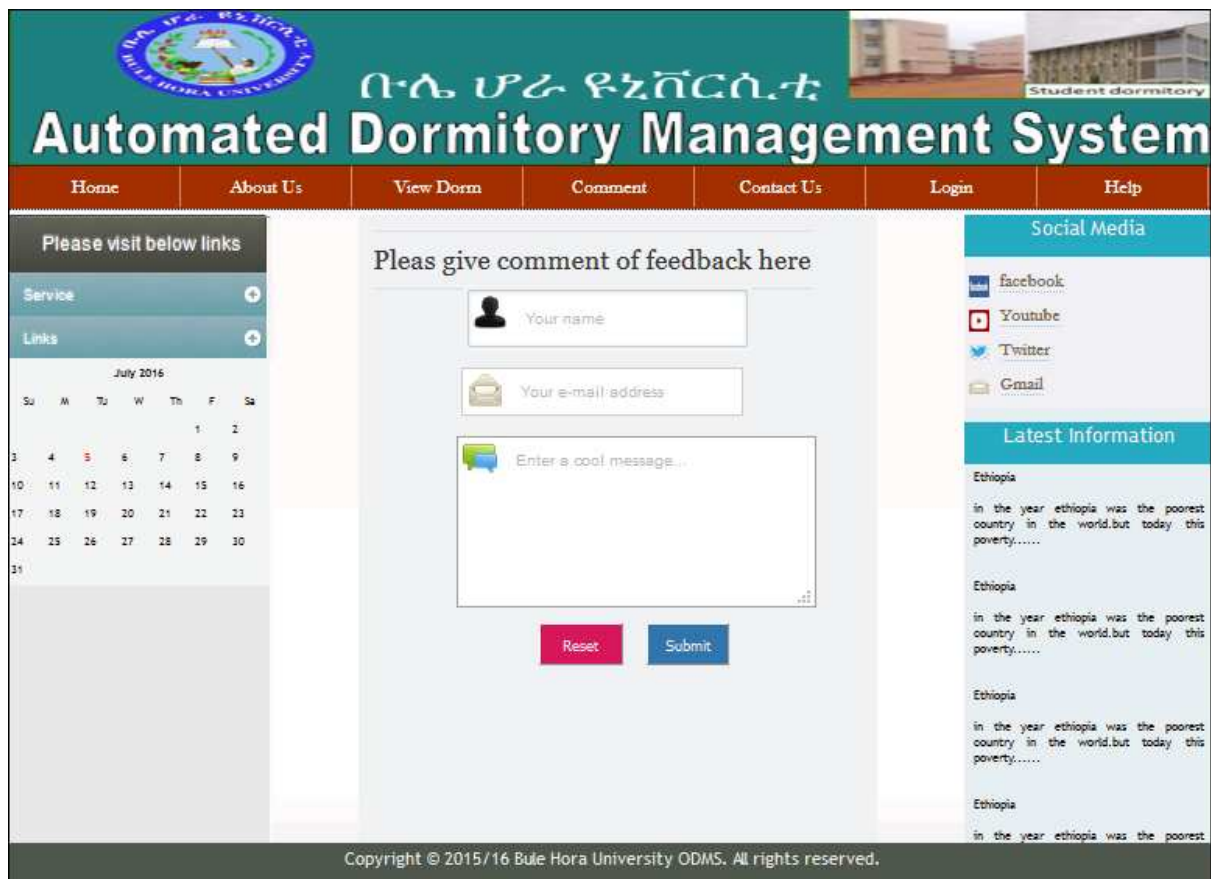 ቡሌ ሆራ ዩኒቨርሲቲ
BULE HORA UNIVERSITY
ቡሌ ሆራ ዩኒቨርሲቲ
Student dormitory
Automated Dormitory Management System
Home About Us View Dorm Comment Contact Us Login Help
Please visit below links
Service
Links
July 2016
Su M Tu W Th F Sa
1 2
3 4 5 6 7 8 9
10 11 12 13 14 15 16
17 18 19 20 21 22 23
24 25 26 27 28 29 30
31
Pleas give comment of feedback here
Your name
Your e-mail address
Enter a cool message...
Reset Submit
Social Media
facebook
Youtube
Twitter
Gmail
Latest Information
Ethiopia
in the year ethiopia was the poorest
country in the world.but today this
poverty......
Ethiopia
in the year ethiopia was the poorest
country in the world.but today this
poverty......
Ethiopia
in the year ethiopia was the poorest
country in the world.but today this
poverty......
Ethiopia
in the year ethiopia was the poorest
Copyright © 2015/16 Bule Hora University ODMS. All rights reserved.